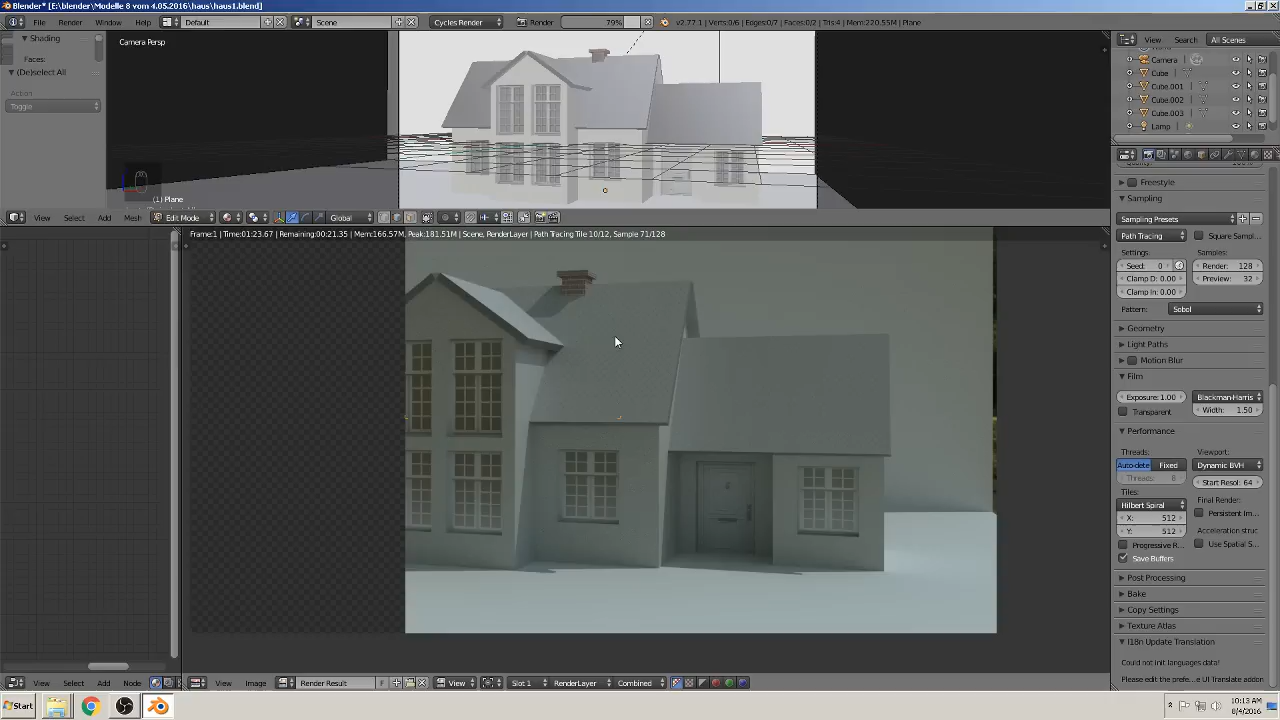 Blender* [E:\blender\Modelle 8 vom 4.05.2016\haus\haus1.blend]
File Render Window Help Default Scene Cycles Render Render 79% v2.77.1 | Verts:0/6 | Edges:0/7 | Faces:0/2 | Tris:4 | Mem:220.55M | Plane
Shading
Faces:
(De)select All
Action
Toggle
Camera Persp
(1) Plane
View Select Add Mesh Edit Mode Global
Frame:1 | Time:01:23.67 | Remaining:00:21.35 | Mem:166.57M, Peak:181.51M | Scene, RenderLayer | Path Tracing Tile 10/12, Sample 71/128
View Select Add Node
View Image Render Result F View Slot 1 RenderLayer Combined
View Search All Scenes
Camera
Cube
Cube.001
Cube.002
Cube.003
Lamp
Freestyle
Sampling
Sampling Presets
Path Tracing Square Sampl...
Settings: Samples:
Seed: 0 Render: 128
Clamp D: 0.00 Preview: 32
Clamp In: 0.00
Pattern: Sobol
Geometry
Light Paths
Motion Blur
Film
Exposure: 1.00 Blackman-Harris
Transparent Width: 1.50
Performance
Threads: Viewport:
Auto-dete Fixed Dynamic BVH
Threads: 8 Start Resol: 64
Tiles: Final Render:
Hilbert Spiral Persistent Im...
X: 512 Acceleration struc
Y: 512 Use Spatial S...
Progressive R...
Save Buffers
Post Processing
Bake
Copy Settings
Texture Atlas
I18n Update Translation
Could not init languages data!
Please edit the prefe...e UI Translate addon
Start 10:13 AM
8/4/2016